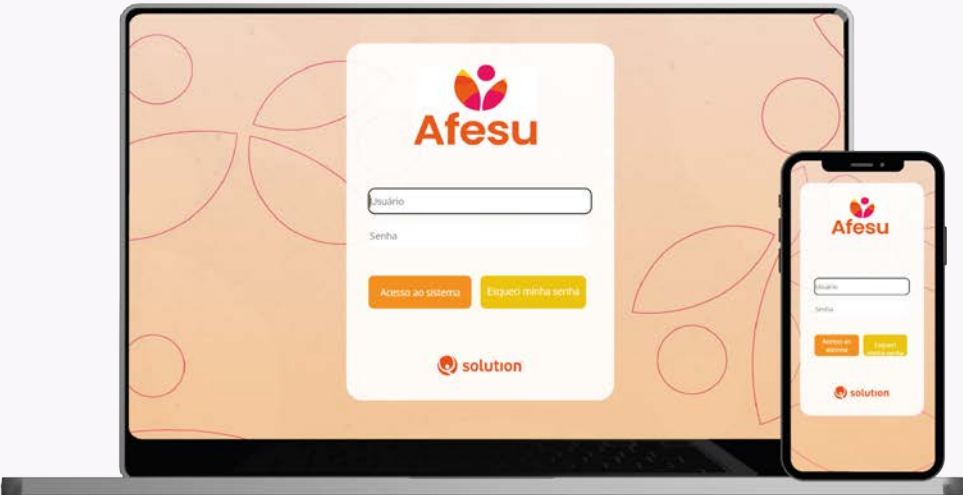 Afesu
Usuário
Senha
Acesso ao sistema
Esqueci minha senha
solution
Afesu
Usuário
Senha
Acesso ao
sistema
Esqueci
minha senha
solution